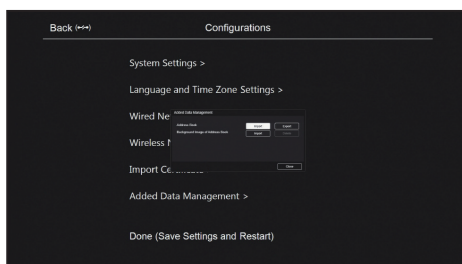 Back
Configurations
System Settings >
Language and Time Zone Settings >
Wired Ne
Added Data Management
Address Book
Import
Export
Background Image of Address Book
Import
Wireless N
Close
Import Certificate
Added Data Management >
Done (Save Settings and Restart)